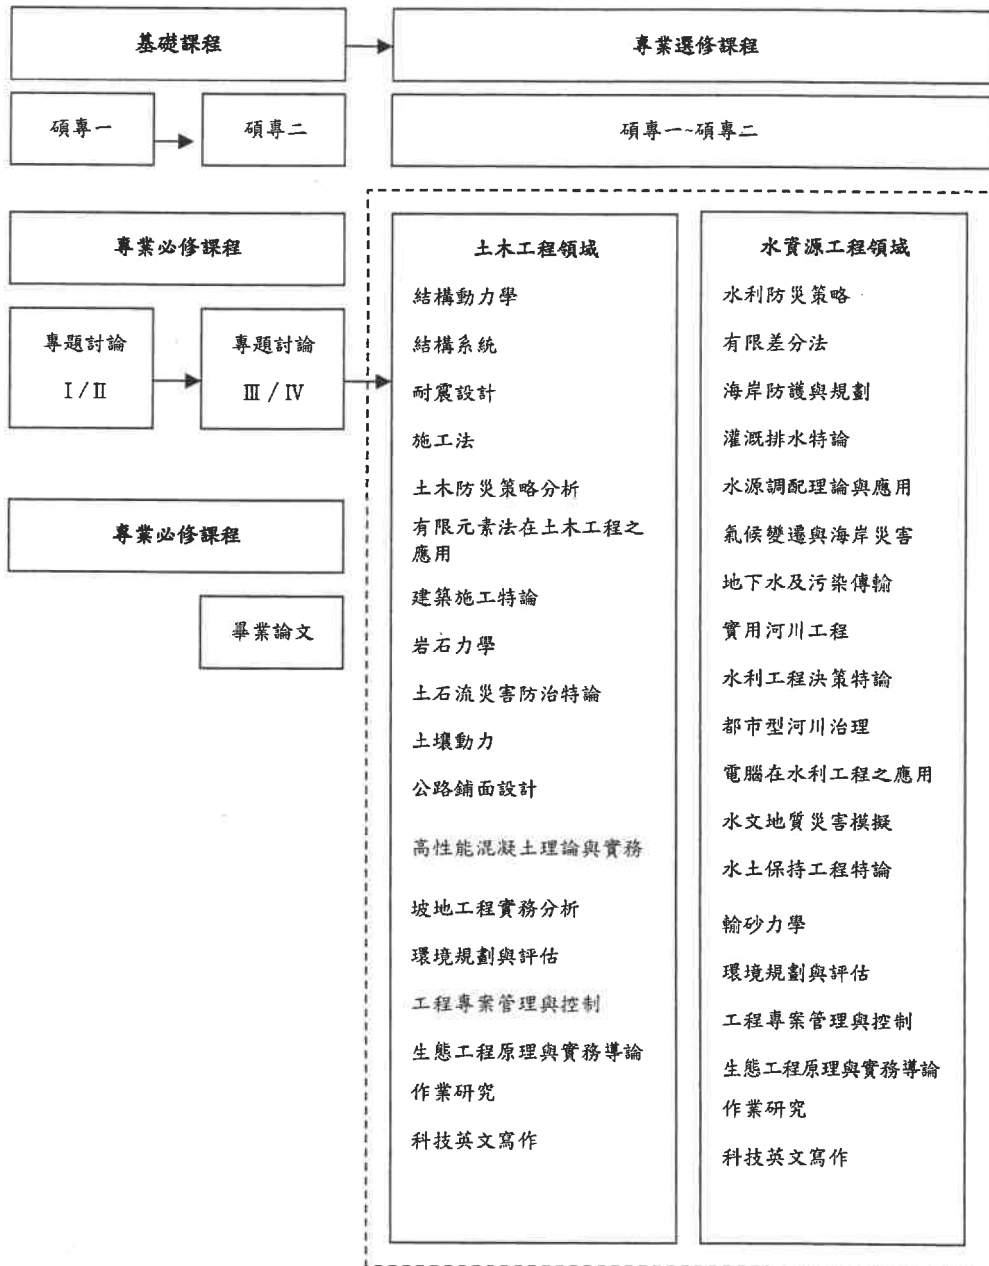 基礎課程
專業選修課程
碩專一
碩專二
碩專一~碩專二
專業必修課程
專題討論
I/II
專題討論
III/IV
專業必修課程
畢業論文
土木工程領域
結構動力學
結構系統
耐震設計
施工法
土木防災策略分析
有限元素法在土木工程之
應用
建築施工特論
岩石力學
土石流災害防治特論
土壤動力
公路鋪面設計
高性能混凝土理論與實務
坡地工程實務分析
環境規劃與評估
工程專案管理與控制
生態工程原理與實務導論
作業研究
科技英文寫作
水資源工程領域
水利防災策略
有限差分法
海岸防護與規劃
灌溉排水特論
水源調配理論與應用
氣候變遷與海岸災害
地下水及污染傳輸
實用河川工程
水利工程決策特論
都市型河川治理
電腦在水利工程之應用
水文地質災害模擬
水土保持工程特論
輸砂力學
環境規劃與評估
工程專案管理與控制
生態工程原理與實務導論
作業研究
科技英文寫作